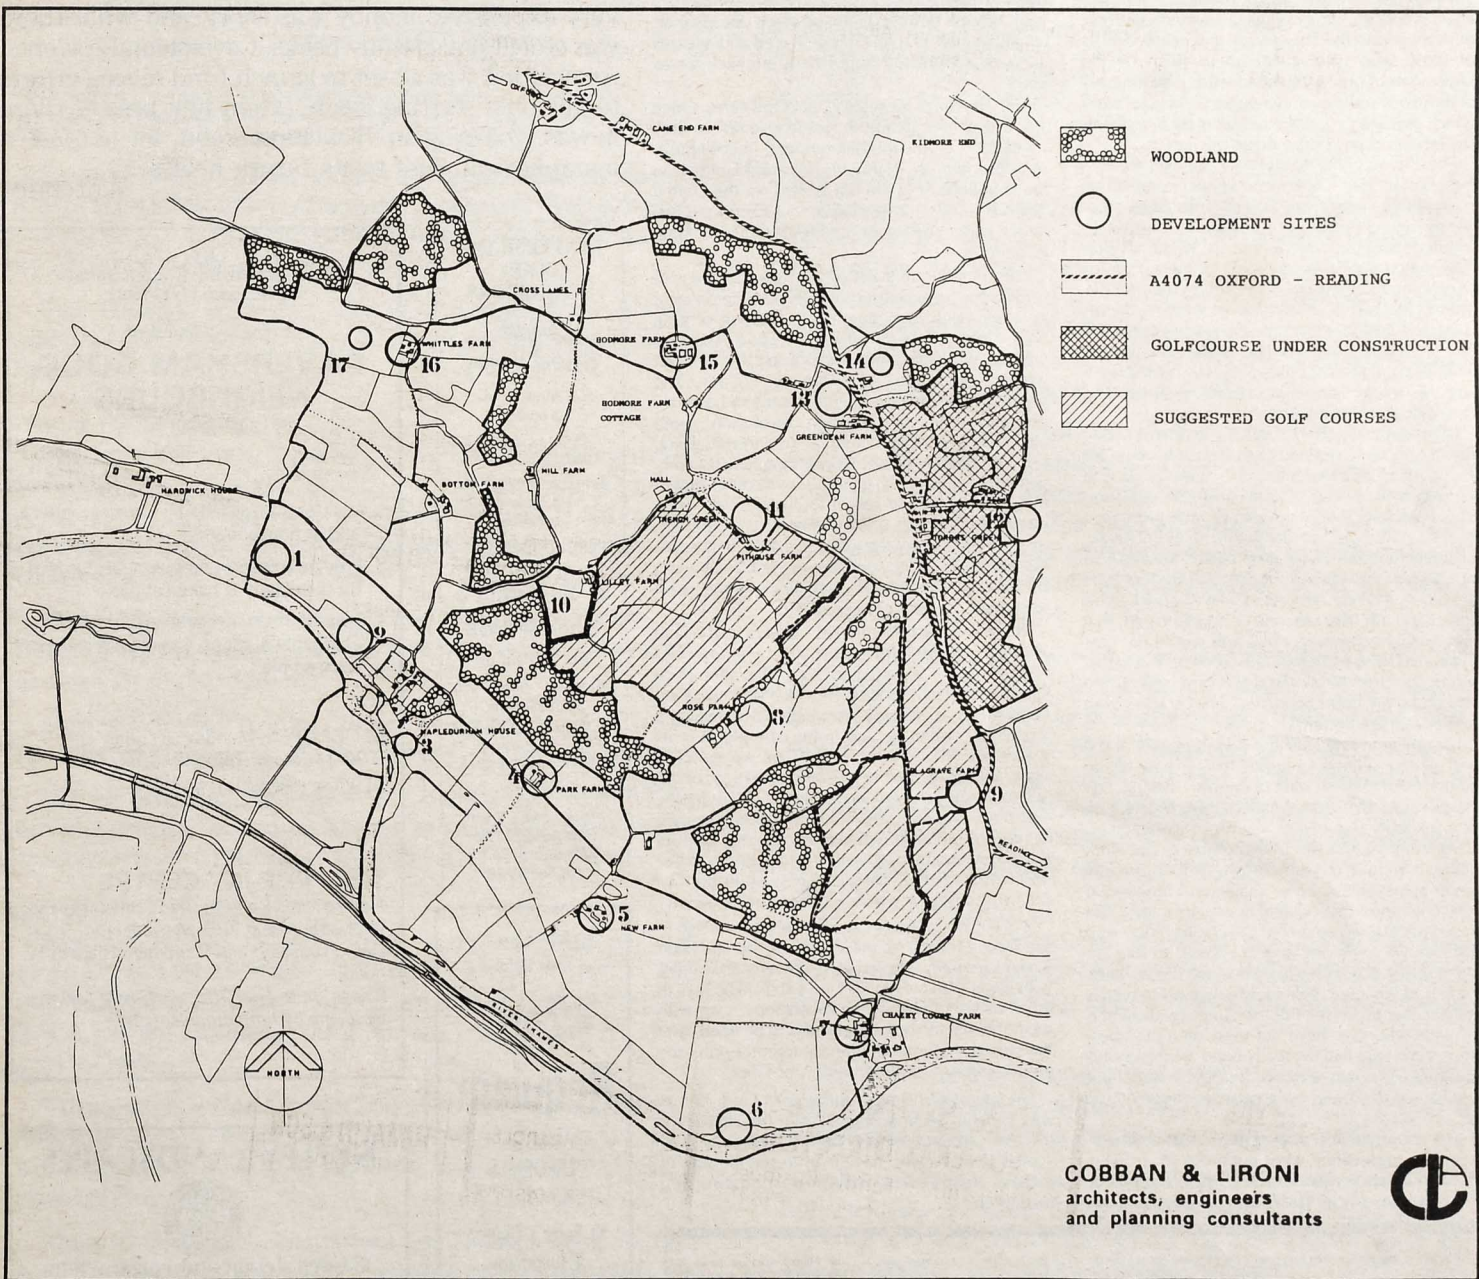 OXFORD
CANE END FARM
KIDMORE END
WOODLAND
DEVELOPMENT SITES
A4074 OXFORD - READING
GOLFCOURSE UNDER CONSTRUCTION
SUGGESTED GOLF COURSES
CROSS LANES
17
WHITTLES FARM
16
BODMORE FARM
15
14
13
BODMORE FARM
COTTAGE
GREENDEAN FARM
HARDWICK HOUSE
BOTTOM FARM
HILL FARM
HALL
TRENCH GREEN
11
PITHOUSE FARM
12
TOKERS GREEN
1
LILLEY FARM
10
2
ROSE FARM
8
MAPLEDURHAM HOUSE
3
4
PARK FARM
BLAGRAVE FARM
9
READING
5
NEW FARM
RIVER THAMES
7
CHAZEY COURT FARM
NORTH
6
COBBAN & LIRONI
architects, engineers
and planning consultants
CLA